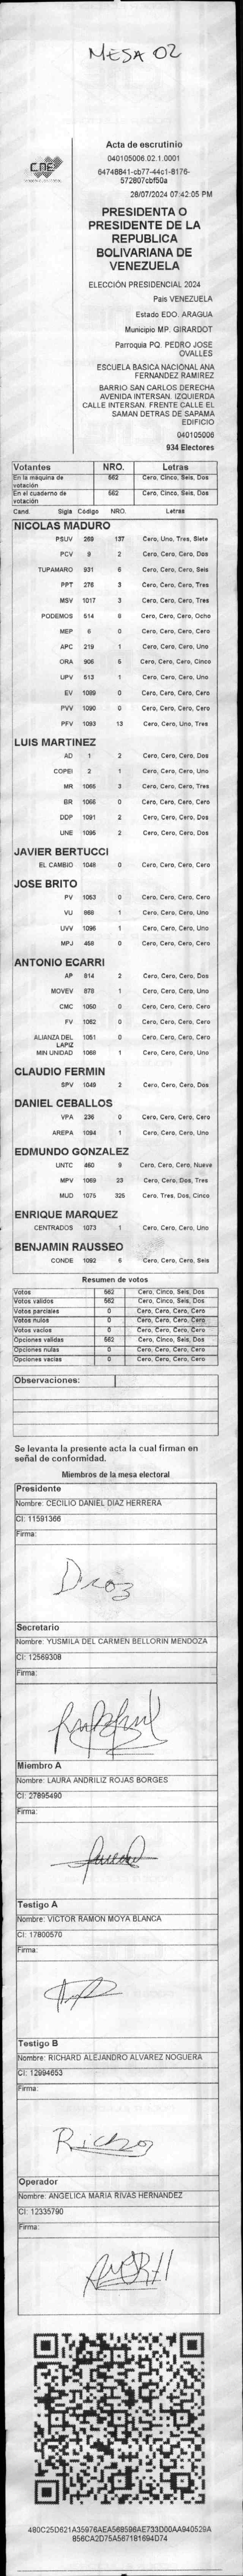 MESA 02
CNE
Acta de escrutinio
040105006.02.1.0001
64748841-cb77-44c1-8176-
572807cbf50a
28/07/2024 07:42:05 PM
PRESIDENTA O
PRESIDENTE DE LA
REPUBLICA
BOLIVARIANA DE
VENEZUELA
ELECCIÓN PRESIDENCIAL 2024
Pais VENEZUELA
Estado EDO. ARAGUA
Municipio MP. GIRARDOT
Parroquia PQ. PEDRO JOSE
OVALLES
ESCUELA BASICA NACIONAL ANA
FERNANDEZ RAMIREZ
BARRIO SAN CARLOS DERECHA
AVENIDA INTERSAN. IZQUIERDA
CALLE INTERSAN. FRENTE CALLE EL
SAMAN DETRAS DE SAPAMA
EDIFICIO
040105006
934 Electores
Votantes NRO. Letras
En la máquina de votación 562 Cero, Cinco, Seis, Dos
En el cuaderno de votación 562 Cero, Cinco, Seis, Dos
Cand. Sigla Código NRO. Letras
NICOLAS MADURO
PSUV 269 137 Cero, Uno, Tres, Siete
PCV 9 2 Cero, Cero, Cero, Dos
TUPAMARO 931 6 Cero, Cero, Cero, Seis
PPT 276 3 Cero, Cero, Cero, Tres
MSV 1017 3 Cero, Cero, Cero, Tres
PODEMOS 514 8 Cero, Cero, Cero, Ocho
MEP 6 0 Cero, Cero, Cero, Cero
APC 219 1 Cero, Cero, Cero, Uno
ORA 906 5 Cero, Cero, Cero, Cinco
UPV 513 1 Cero, Cero, Cero, Uno
EV 1089 0 Cero, Cero, Cero, Cero
PVV 1090 0 Cero, Cero, Cero, Cero
PFV 1093 13 Cero, Cero, Uno, Tres
LUIS MARTINEZ
AD 1 2 Cero, Cero, Cero, Dos
COPEI 2 1 Cero, Cero, Cero, Uno
MR 1065 3 Cero, Cero, Cero, Tres
BR 1066 0 Cero, Cero, Cero, Cero
DDP 1091 2 Cero, Cero, Cero, Dos
UNE 1095 2 Cero, Cero, Cero, Dos
JAVIER BERTUCCI
EL CAMBIO 1048 0 Cero, Cero, Cero, Cero
JOSE BRITO
PV 1053 0 Cero, Cero, Cero, Cero
VU 868 1 Cero, Cero, Cero, Uno
UVV 1096 1 Cero, Cero, Cero, Uno
MPJ 458 0 Cero, Cero, Cero, Cero
ANTONIO ECARRI
AP 814 2 Cero, Cero, Cero, Dos
MOVEV 878 1 Cero, Cero, Cero, Uno
CMC 1050 0 Cero, Cero, Cero, Cero
FV 1062 0 Cero, Cero, Cero, Cero
ALIANZA DEL LAPIZ 1051 0 Cero, Cero, Cero, Cero
MIN UNIDAD 1068 1 Cero, Cero, Cero, Uno
CLAUDIO FERMIN
SPV 1049 2 Cero, Cero, Cero, Dos
DANIEL CEBALLOS
VPA 236 0 Cero, Cero, Cero, Cero
AREPA 1094 1 Cero, Cero, Cero, Uno
EDMUNDO GONZALEZ
UNTC 460 9 Cero, Cero, Cero, Nueve
MPV 1069 23 Cero, Cero, Dos, Tres
MUD 1075 325 Cero, Tres, Dos, Cinco
ENRIQUE MARQUEZ
CENTRADOS 1073 1 Cero, Cero, Cero, Uno
BENJAMIN RAUSSEO
CONDE 1092 6 Cero, Cero, Cero, Seis
Resumen de votos
Votos 562 Cero, Cinco, Seis, Dos
Votos validos 562 Cero, Cinco, Seis, Dos
Votos parciales 0 Cero, Cero, Cero, Cero
Votos nulos 0 Cero, Cero, Cero, Cero
Votos vacios 0 Cero, Cero, Cero, Cero
Opciones validas 562 Cero, Cinco, Seis, Dos
Opciones nulas 0 Cero, Cero, Cero, Cero
Opciones vacias 0 Cero, Cero, Cero, Cero
Observaciones:
Se levanta la presente acta la cual firman en
señal de conformidad.
Miembros de la mesa electoral
Presidente
Nombre: CECILIO DANIEL DIAZ HERRERA
CI: 11591366
Firma:
Diaz
Secretario
Nombre: YUSMILA DEL CARMEN BELLORIN MENDOZA
CI: 12569308
Firma:
Miembro A
Nombre: LAURA ANDRILIZ ROJAS BORGES
CI: 27895490
Firma:
Testigo A
Nombre: VICTOR RAMON MOYA BLANCA
CI: 17800570
Firma:
Testigo B
Nombre: RICHARD ALEJANDRO ALVAREZ NOGUERA
CI: 12994653
Firma:
Operador
Nombre: ANGELICA MARIA RIVAS HERNANDEZ
CI: 12335790
Firma:
480C25D621A35976AEA568596AE733D00AA940529A
856CA2D75A567181694D74